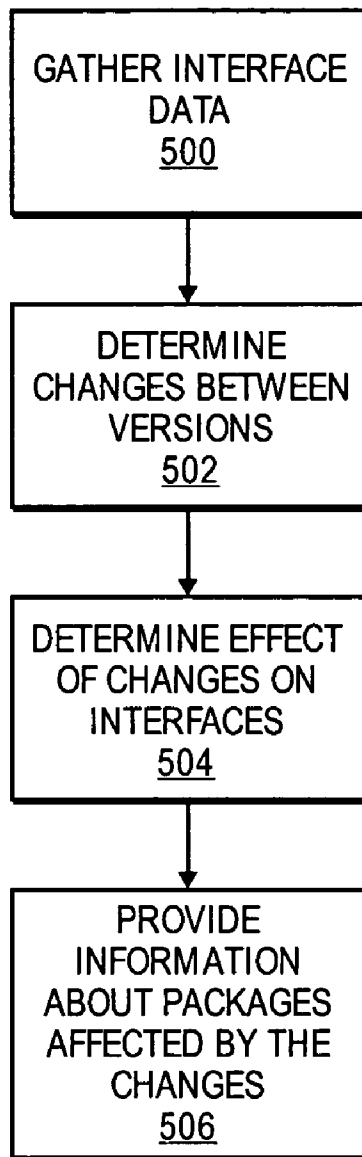 GATHER INTERFACE
DATA
500
DETERMINE
CHANGES BETWEEN
VERSIONS
502
DETERMINE EFFECT
OF CHANGES ON
INTERFACES
504
PROVIDE
INFORMATION
ABOUT PACKAGES
AFFECTED BY THE
CHANGES
506